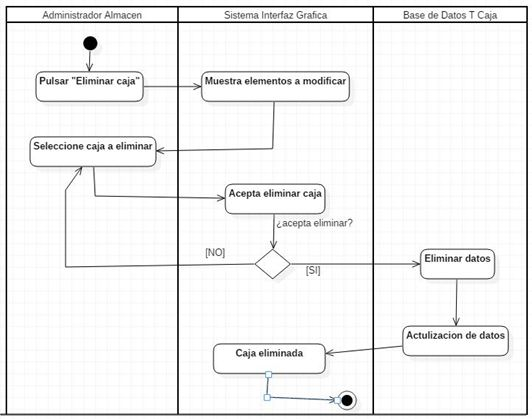 Administrador Almacen
Sistema Interfaz Grafica
Base de Datos T Caja
Pulsar "Eliminar caja"
Muestra elementos a modificar
Seleccione caja a eliminar
Acepta eliminar caja
¿acepta eliminar?
[NO]
[SI]
Eliminar datos
Actulizacion de datos
Caja eliminada